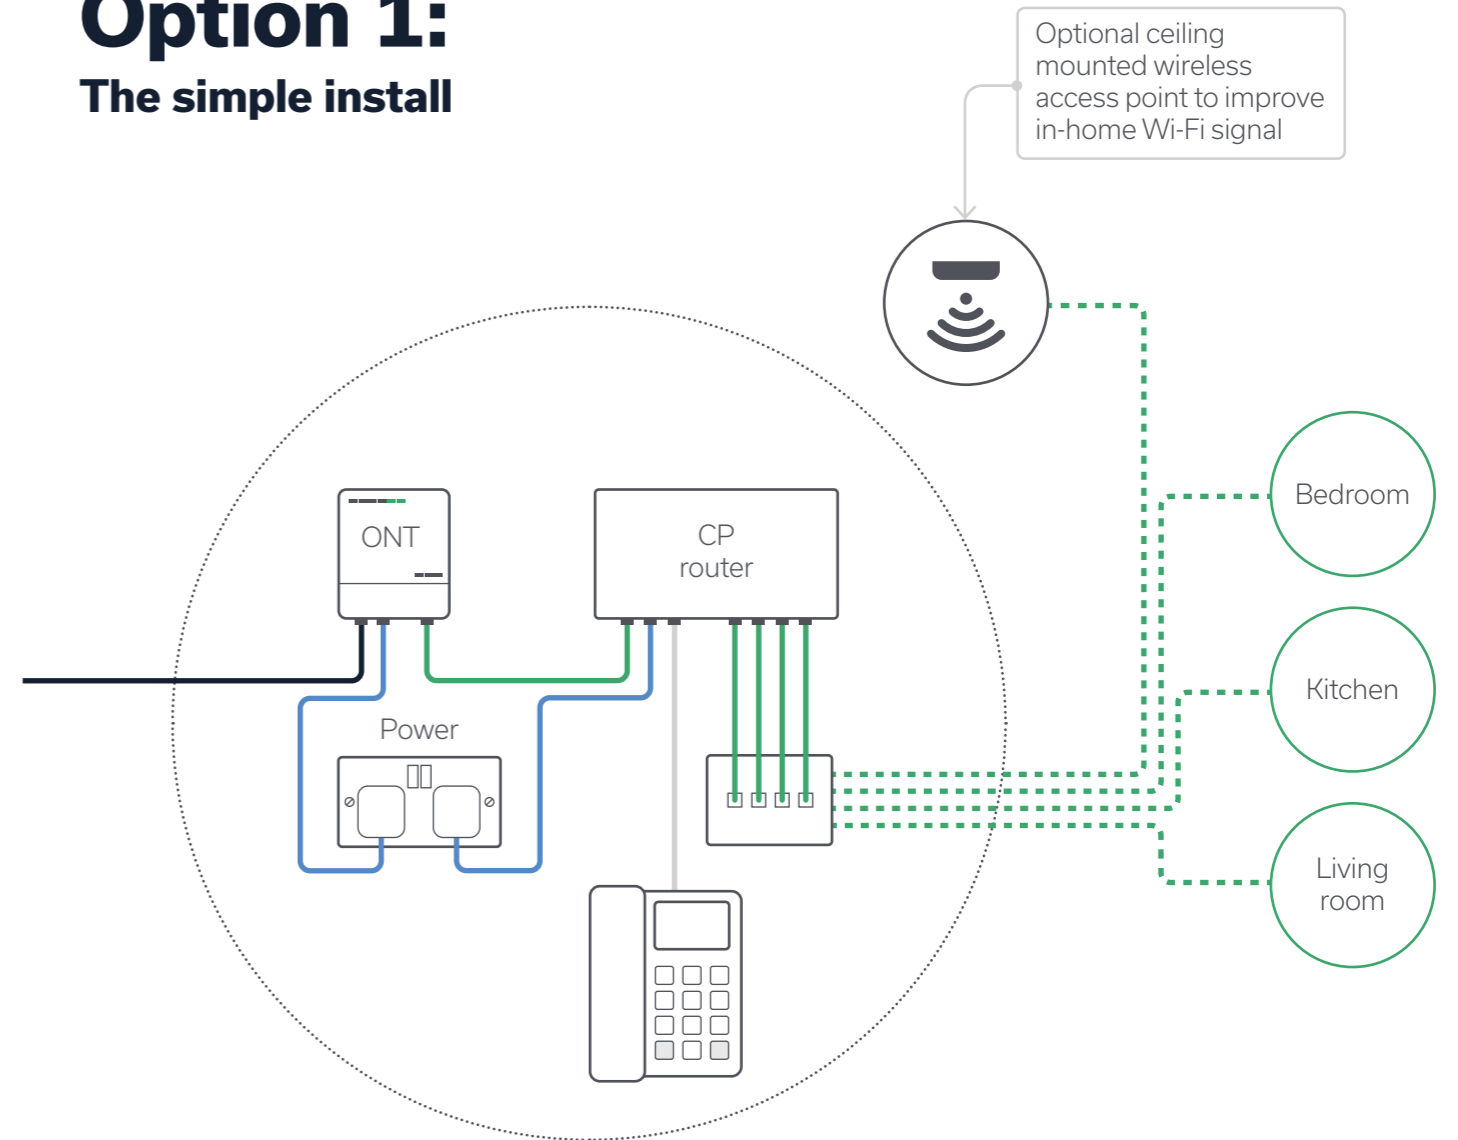 Option 1:
The simple install
Optional ceiling
mounted wireless
access point to improve
in-home Wi-Fi signal
ONT
CP
router
Power
Bedroom
Kitchen
Living
room